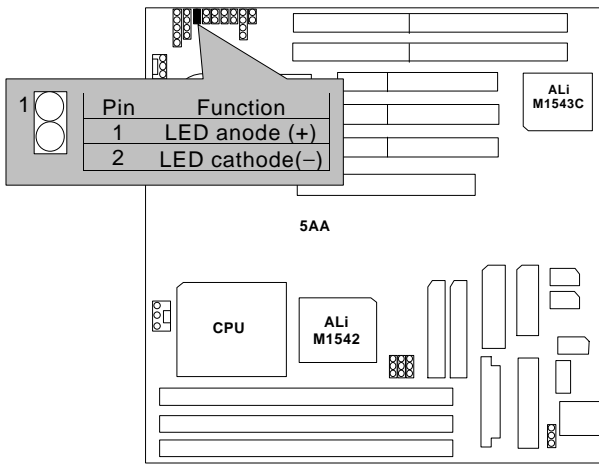 ALi
M1543C
1
Pin Function
1 LED anode (+)
2 LED cathode(−)
5AA
CPU
ALi
M1542